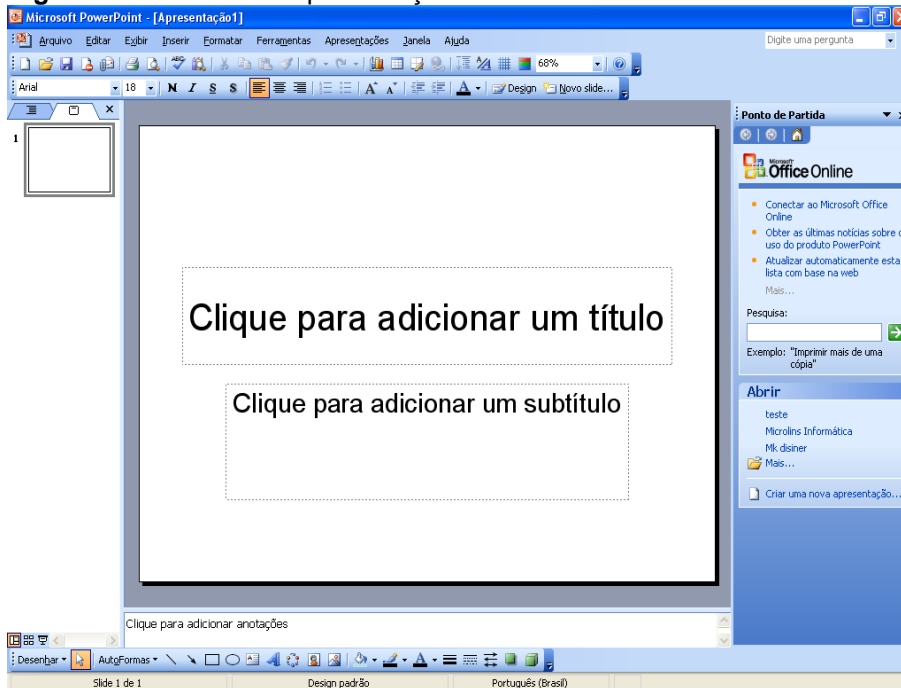 Microsoft PowerPoint - [Apresentação1]
Arquivo Editar Exibir Inserir Formatar Ferramentas Apresentações Janela Ajuda
Digite uma pergunta
68%
Arial 18 N I S S Design Novo slide...
1
Clique para adicionar um título
Clique para adicionar um subtítulo
Clique para adicionar anotações
Ponto de Partida
Microsoft
Office Online
Conectar ao Microsoft Office
Online
Obter as últimas notícias sobre o
uso do produto PowerPoint
Atualizar automaticamente esta
lista com base na web
Mais...
Pesquisa:
Exemplo: "Imprimir mais de uma
cópia"
Abrir
teste
Microlins Informática
Mk disiner
Mais...
Criar uma nova apresentação...
Desenhar AutoFormas
Slide 1 de 1 Design padrão Português (Brasil)